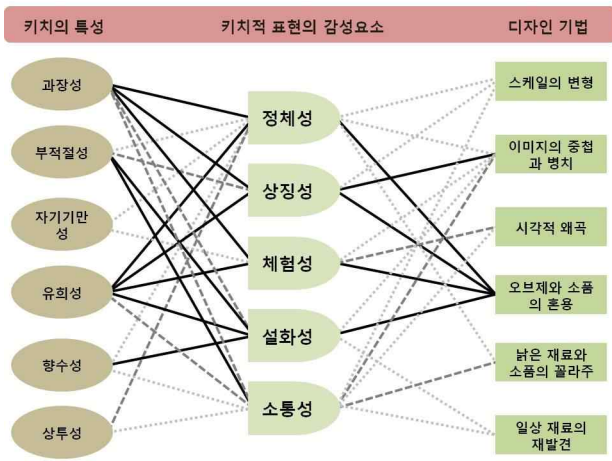 키치의 특성
키치적 표현의 감성요소
디자인 기법
과장성
부적절성
자기기만
성
유희성
향수성
상투성
정체성
상징성
체험성
설화성
소통성
스케일의 변형
이미지의 중첩
과 병치
시각적 왜곡
오브제와 소품
의 혼용
낡은 재료와
소품의 꼴라주
일상 재료의
재발견